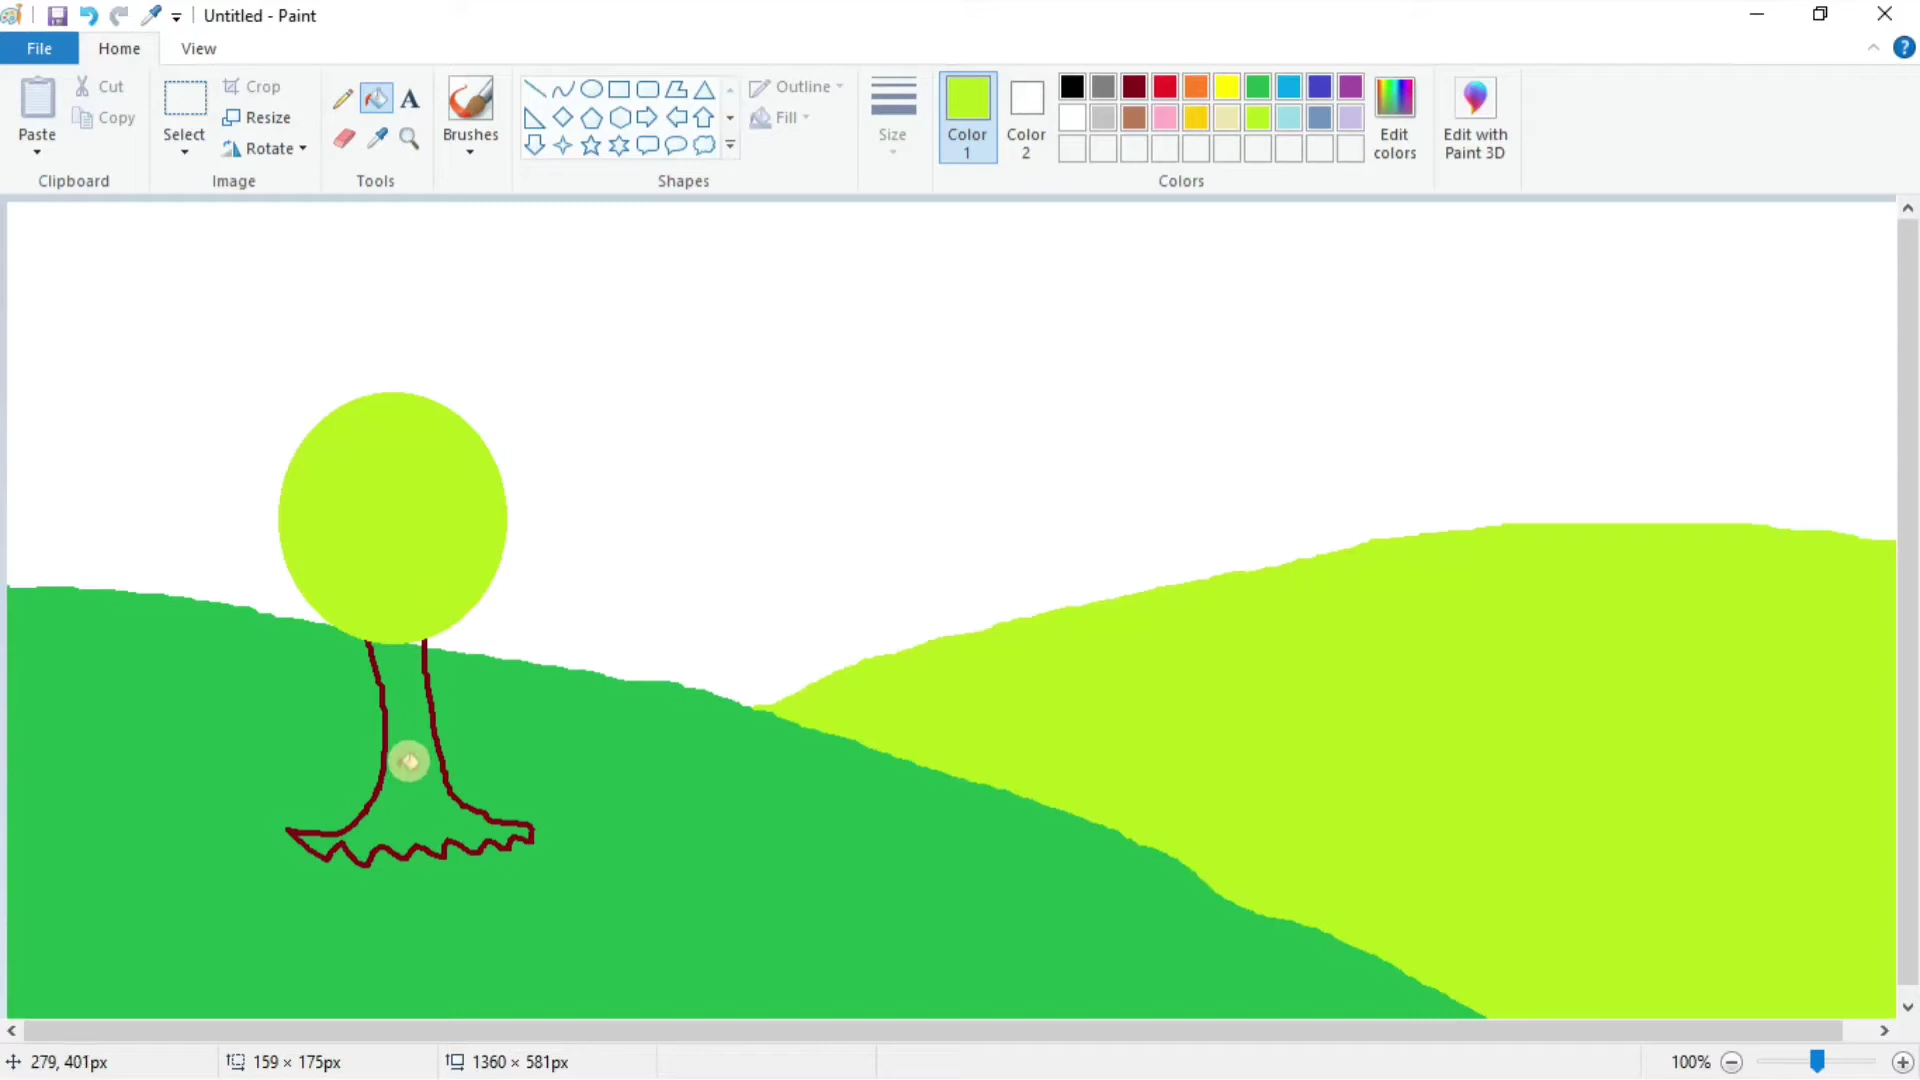 Untitled - Paint
File Home View
Paste Cut Copy Clipboard
Select Crop Resize Rotate Image
A Tools
Brushes
Shapes Outline Fill
Size
Color 1 Color 2
Edit colors Colors
Edit with Paint 3D
279, 401px 159 × 175px 1360 × 581px 100%